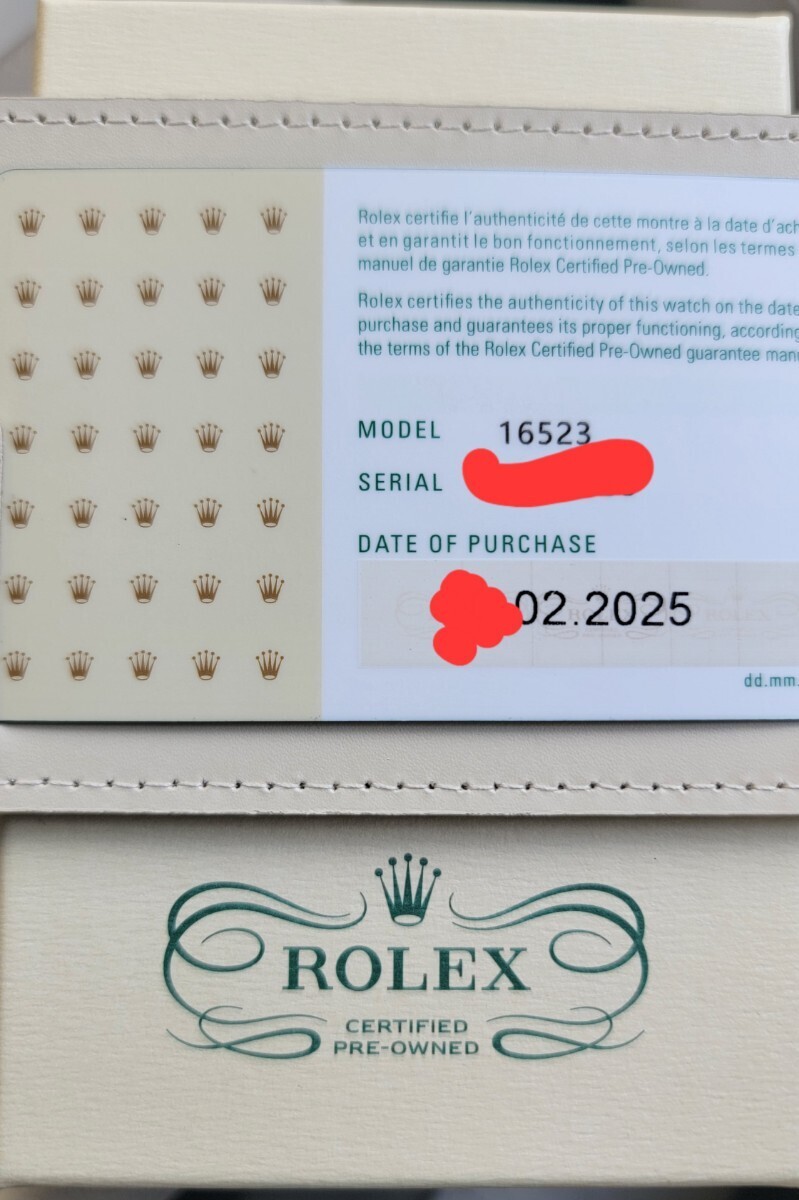 Rolex certifie l'authenticité de cette montre à la date d'ach
et en garantit le bon fonctionnement, selon les termes
manuel de garantie Rolex Certified Pre-Owned.
Rolex certifies the authenticity of this watch on the date
purchase and guarantees its proper functioning, according
the terms of the Rolex Certified Pre-Owned guarantee manu
MODEL 16523
SERIAL
DATE OF PURCHASE
02.2025
dd.mm.
ROLEX
CERTIFIED
PRE-OWNED